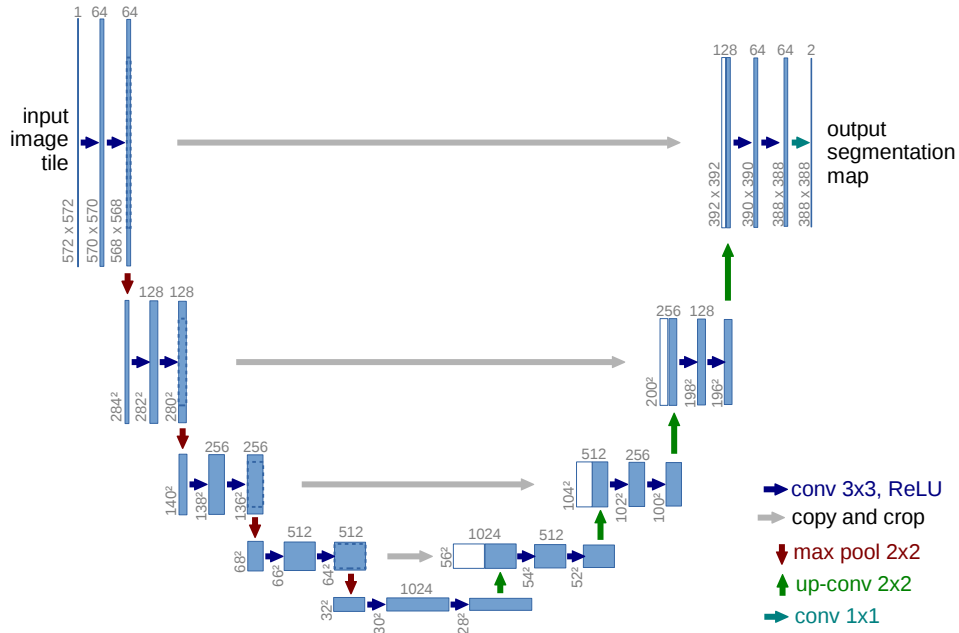 1 64 64
input
image
tile
572 x 572
570 x 570
568 x 568
128 64 64 2
output
segmentation
map
392 x 392
390 x 390
388 x 388
388 x 388
128 128
284²
282²
280²
256 128
200²
198²
196²
256 256
140²
138²
136²
512 256
104²
102²
100²
512 512
68²
66²
64²
1024 512
56²
54²
52²
1024
32²
30²
28²
conv 3x3, ReLU
copy and crop
max pool 2x2
up-conv 2x2
conv 1x1